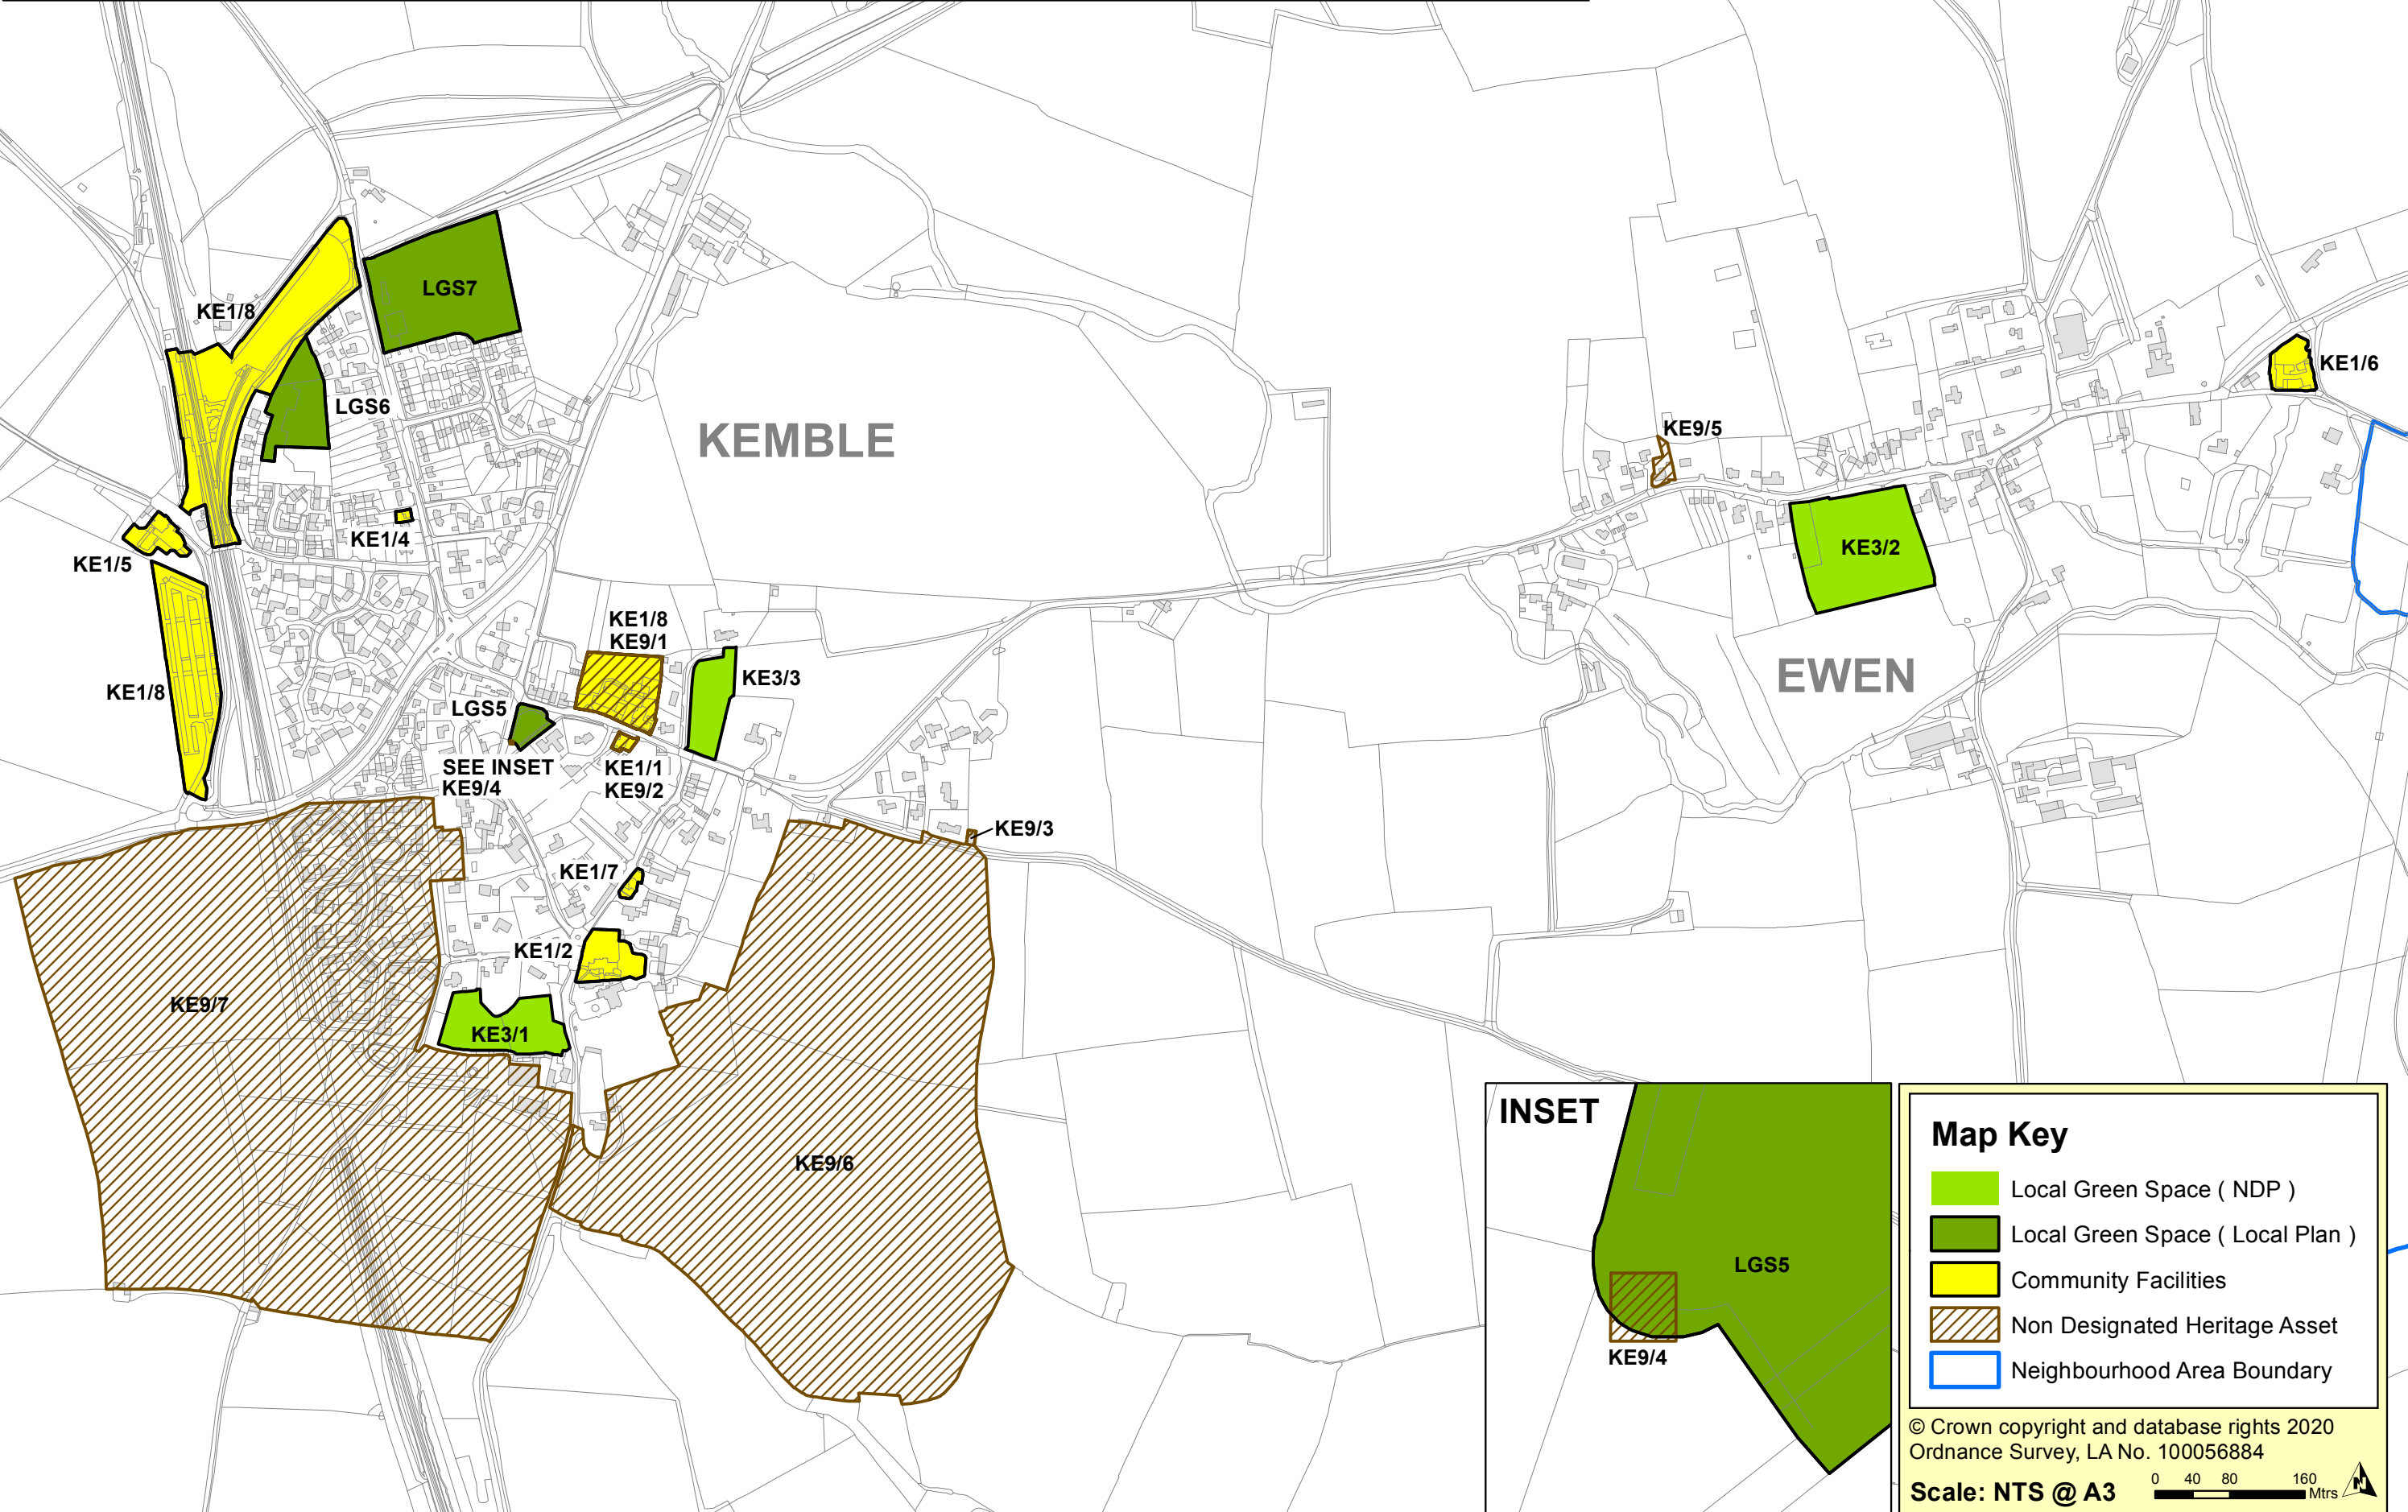 LGS7
KE1/8
LGS6
KEMBLE
KE1/6
KE9/5
KE1/4
KE3/2
KE1/5
KE1/8
KE9/1
EWEN
KE3/3
KE1/8
LGS5
SEE INSET
KE9/4
KE1/1
KE9/2
KE9/3
KE1/7
KE1/2
KE9/7
KE3/1
KE9/6
INSET
LGS5
KE9/4
Map Key
Local Green Space ( NDP )
Local Green Space ( Local Plan )
Community Facilities
Non Designated Heritage Asset
Neighbourhood Area Boundary
© Crown copyright and database rights 2020
Ordnance Survey, LA No. 100056884
Scale: NTS @ A3
0 40 80 160
Mtrs
N